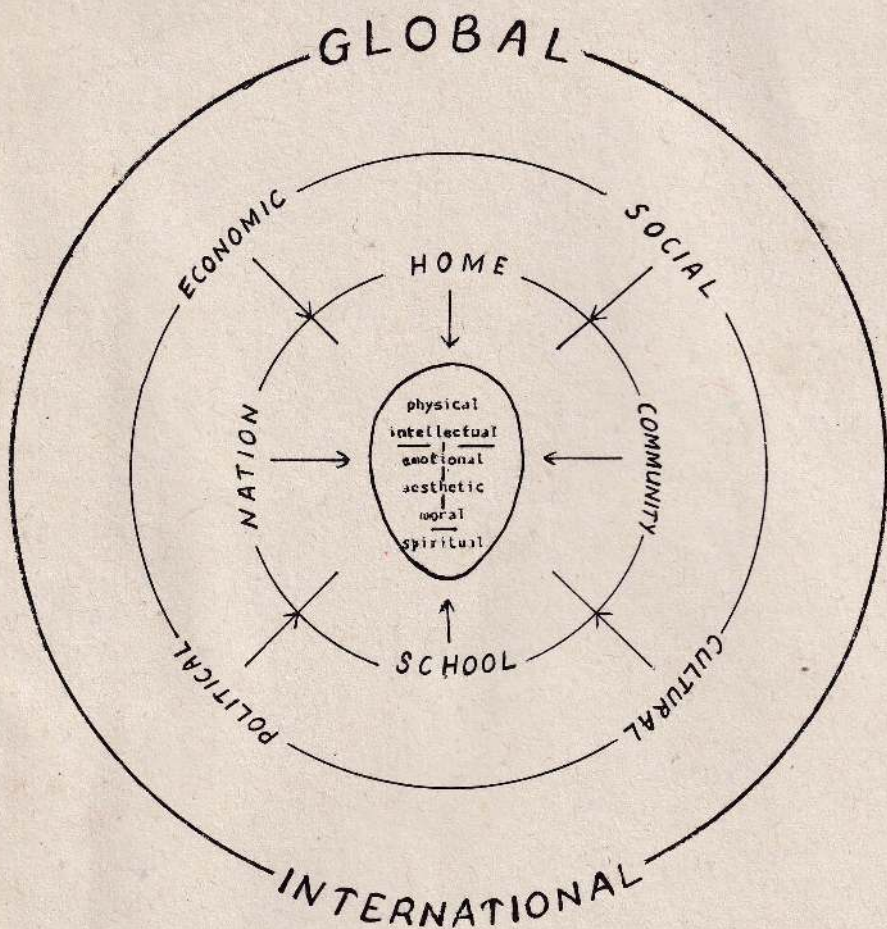 GLOBAL
ECONOMIC
SOCIAL
HOME
NATION
COMMUNITY
physical
intellectual
emotional
aesthetic
moral
spiritual
SCHOOL
POLITICAL
CULTURAL
INTERNATIONAL